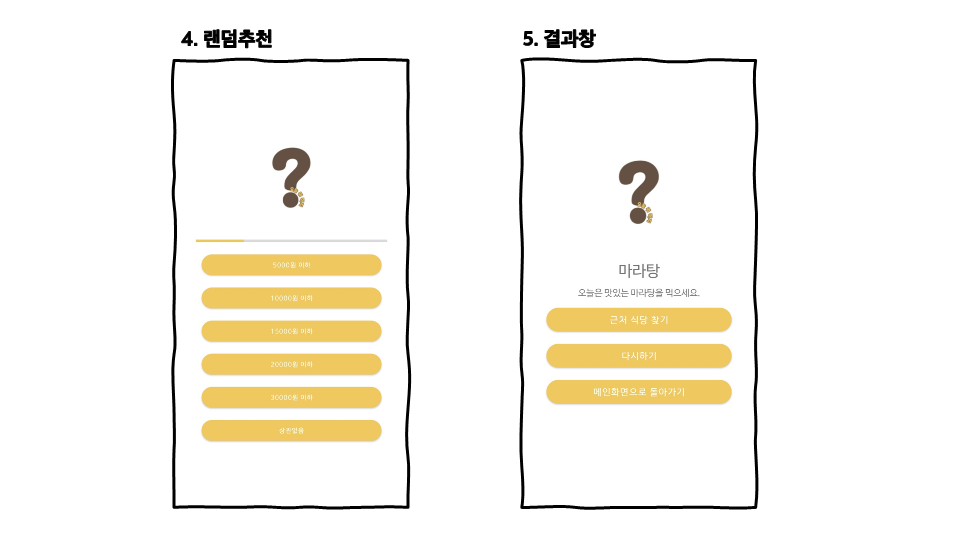 4. 랜덤추천
5000원 이하
10000원 이하
15000원 이하
20000원 이하
30000원 이하
상관없음
5. 결과창
마라탕
오늘은 맛있는 마라탕을 먹으세요.
근처 식당 찾기
다시하기
메인화면으로 돌아가기